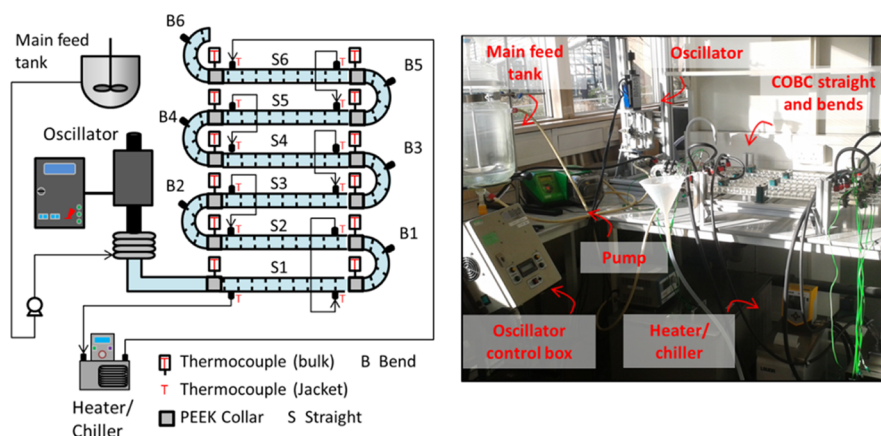 B6
Main feed
tank
S6
B5
Oscillator
S5
B4
S4
B3
S3
B2
S2
B1
S1
T Thermocouple (bulk) B Bend
T Thermocouple (Jacket)
PEEK Collar S Straight
Heater/
Chiller
Main feed
tank
Oscillator
COBC straight
and bends
Pump
Oscillator
control box
Heater/
chiller